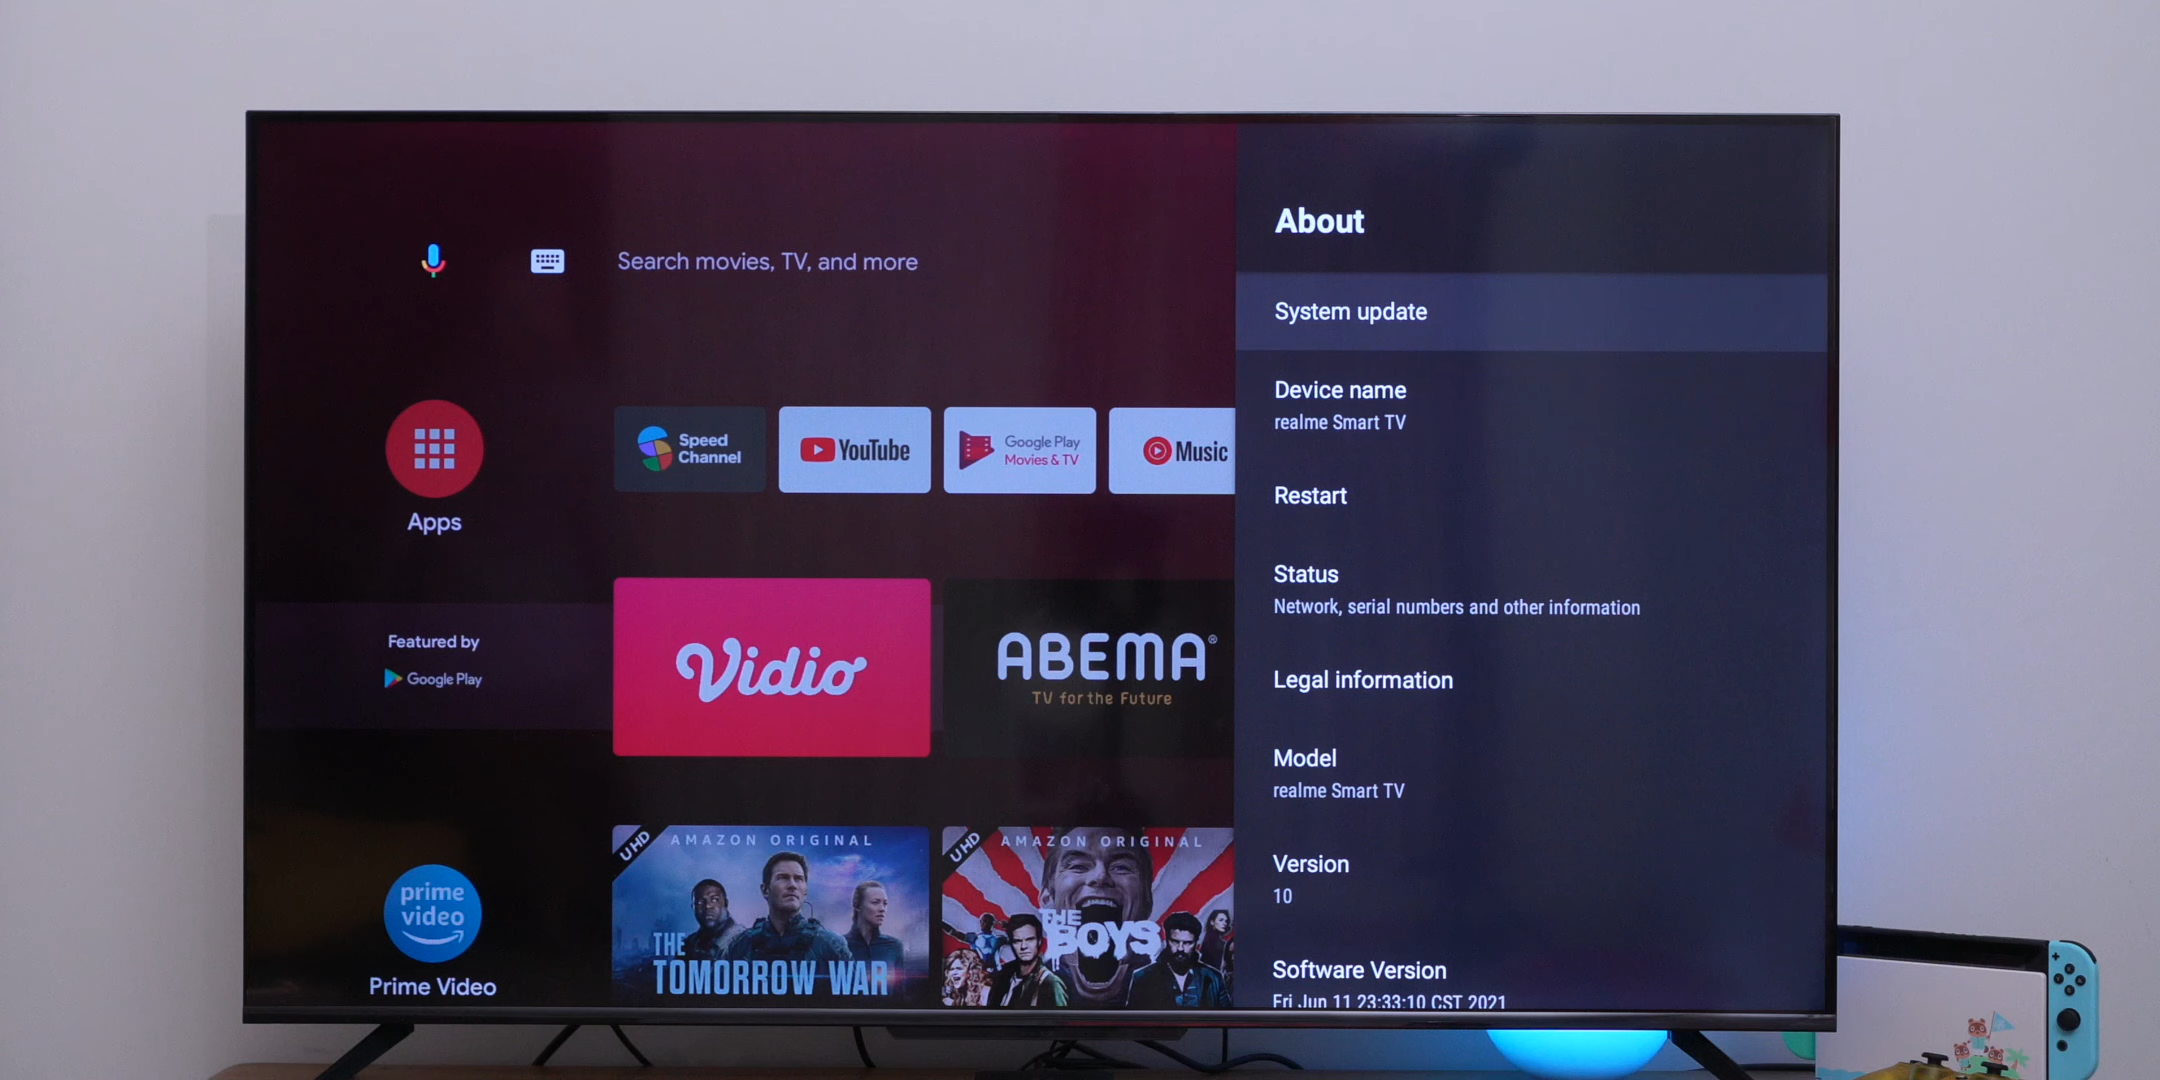 Search movies, TV, and more
Apps
Speed
Channel
YouTube
Google Play
Movies & TV
Music
Featured by
Google Play
Vidio
ABEMA®
TV for the Future
prime
video
Prime Video
UHD
AMAZON ORIGINAL
THE
TOMORROW WAR
UHD
AMAZON ORIGINAL
THE
BOYS
About
System update
Device name
realme Smart TV
Restart
Status
Network, serial numbers and other information
Legal information
Model
realme Smart TV
Version
10
Software Version
Fri Jun 11 23:33:10 CST 2021